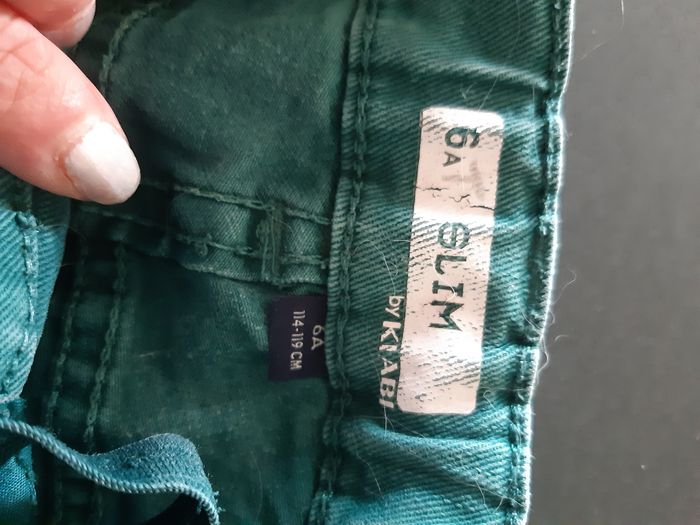 6A SLIM
by KIABI
6A
114-119 CM